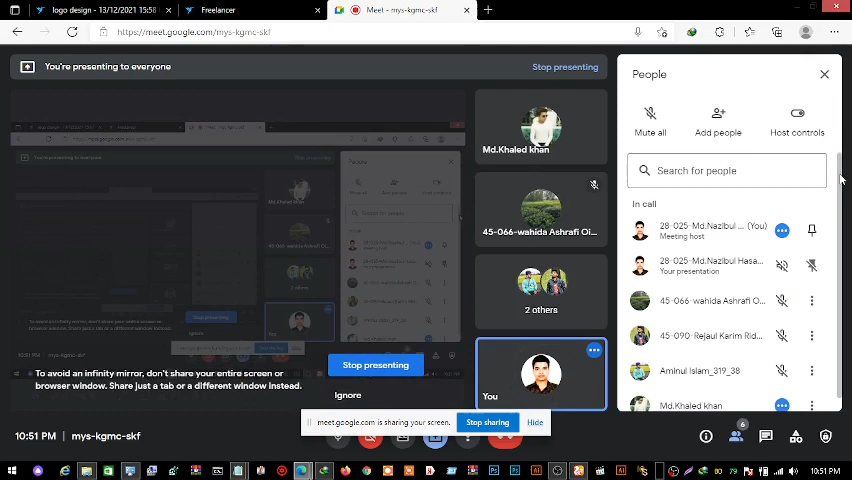 logo design - 13/12/2021 15:58
Freelancer
Meet - mys-kgmc-skf
https://meet.google.com/mys-kgmc-skf
You're presenting to everyone
Stop presenting
People
Mute all
Add people
Host controls
Search for people
In call
28-025-Md.Nazibul ... (You)
Meeting host
28-025-Md.Nazibul Hasa...
Your presentation
45-066-wahida Ashrafi O...
45-090-Rejaul Karim Rid...
Aminul Islam_319_38
Md.Khaled khan
Md.Khaled khan
45-066-wahida Ashrafi Oi...
2 others
You
To avoid an infinity mirror, don't share your entire screen or
browser window. Share just a tab or a different window instead.
Stop presenting
Ignore
meet.google.com is sharing your screen.
Stop sharing
Hide
10:51 PM | mys-kgmc-skf
6
80
79
10:51 PM